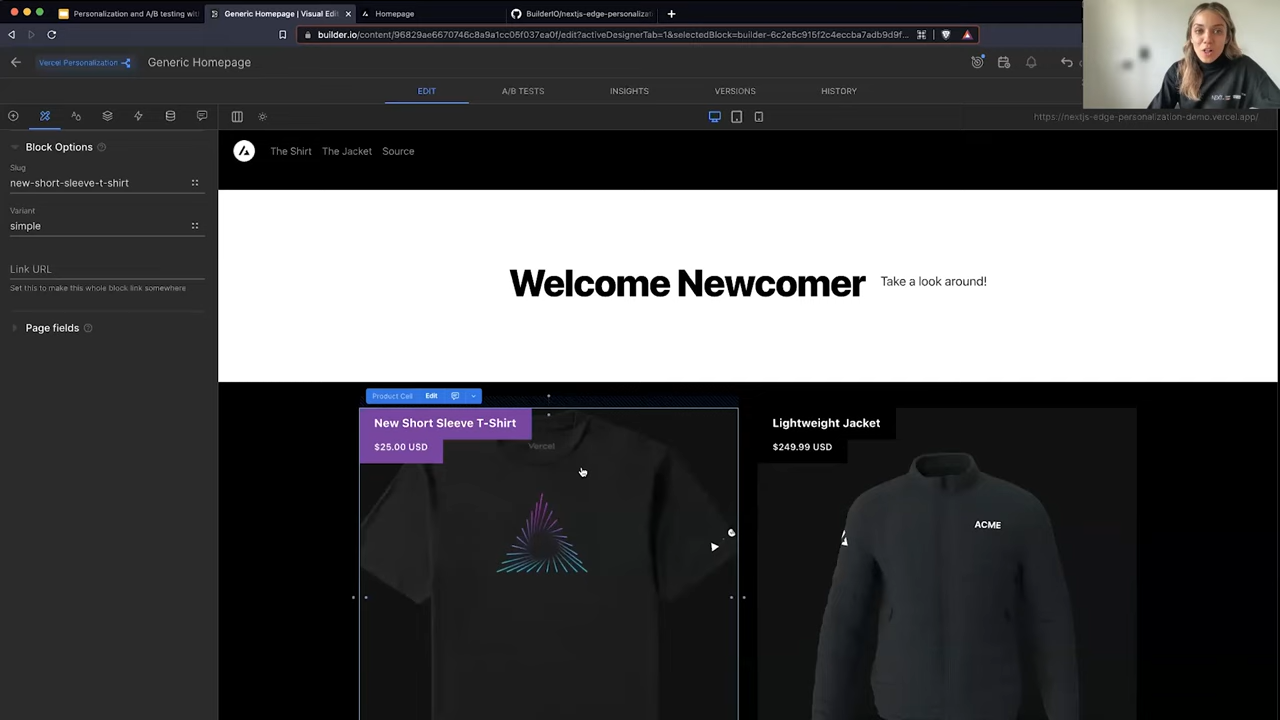 Personalization and A/B testing with
Generic Homepage | Visual Edi
Homepage
BuilderIO/nextjs-edge-personaliza
builder.io/content/96829ae6670746c8a9a1cc05f037ea0f/edit?activeDesignerTab=1&selectedBlock=builder-6c2e5c915f2c4eccba7adb9d9f...
Vercel Personalization
Generic Homepage
EDIT
A/B TESTS
INSIGHTS
VERSIONS
HISTORY
https://nextjs-edge-personalization-demo.vercel.app/
Block Options
Slug
new-short-sleeve-t-shirt
Variant
simple
Link URL
Set this to make this whole block link somewhere
Page fields
The Shirt
The Jacket
Source
Welcome Newcomer
Take a look around!
Product Cell
Edit
New Short Sleeve T-Shirt
$25.00 USD
Vercel
Lightweight Jacket
$249.99 USD
ACME